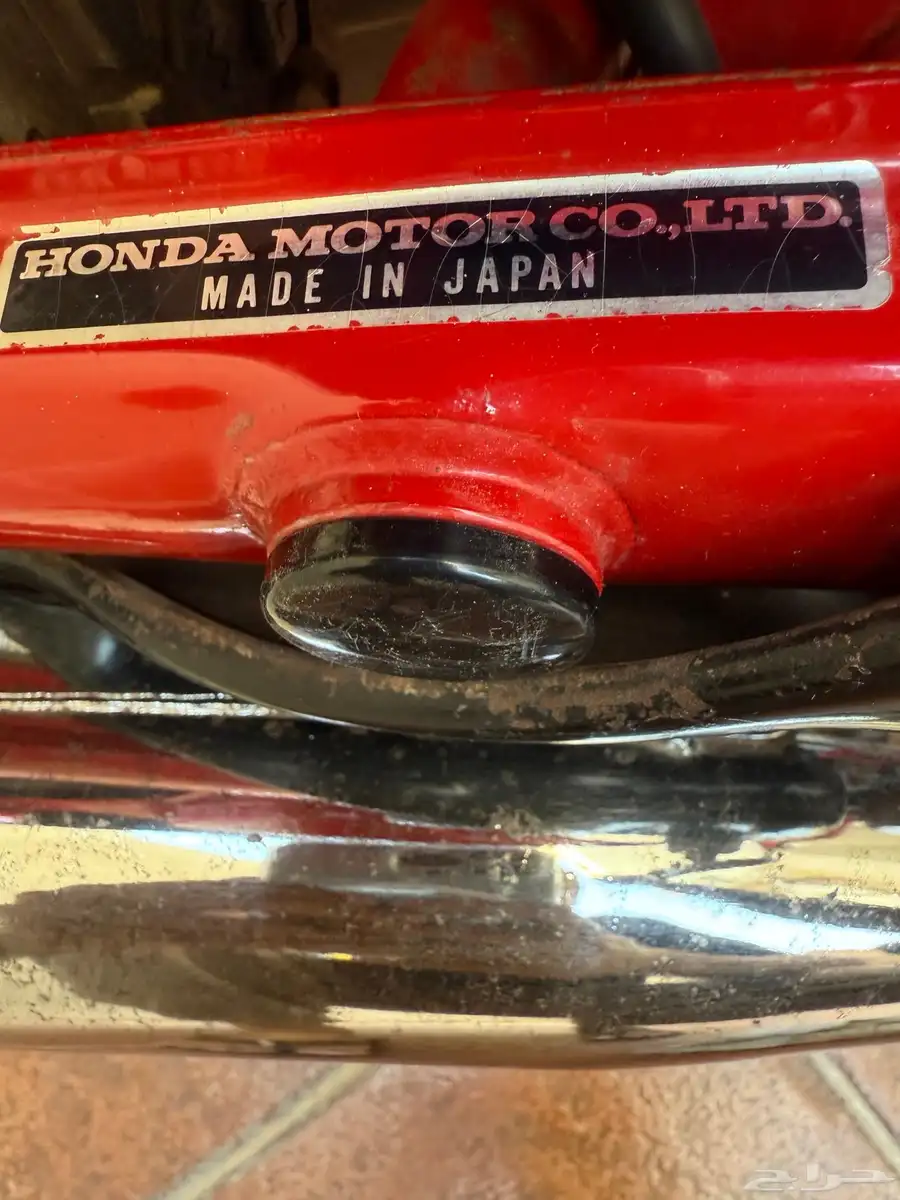 HONDA MOTOR CO.,LTD.
MADE IN JAPAN
حراج